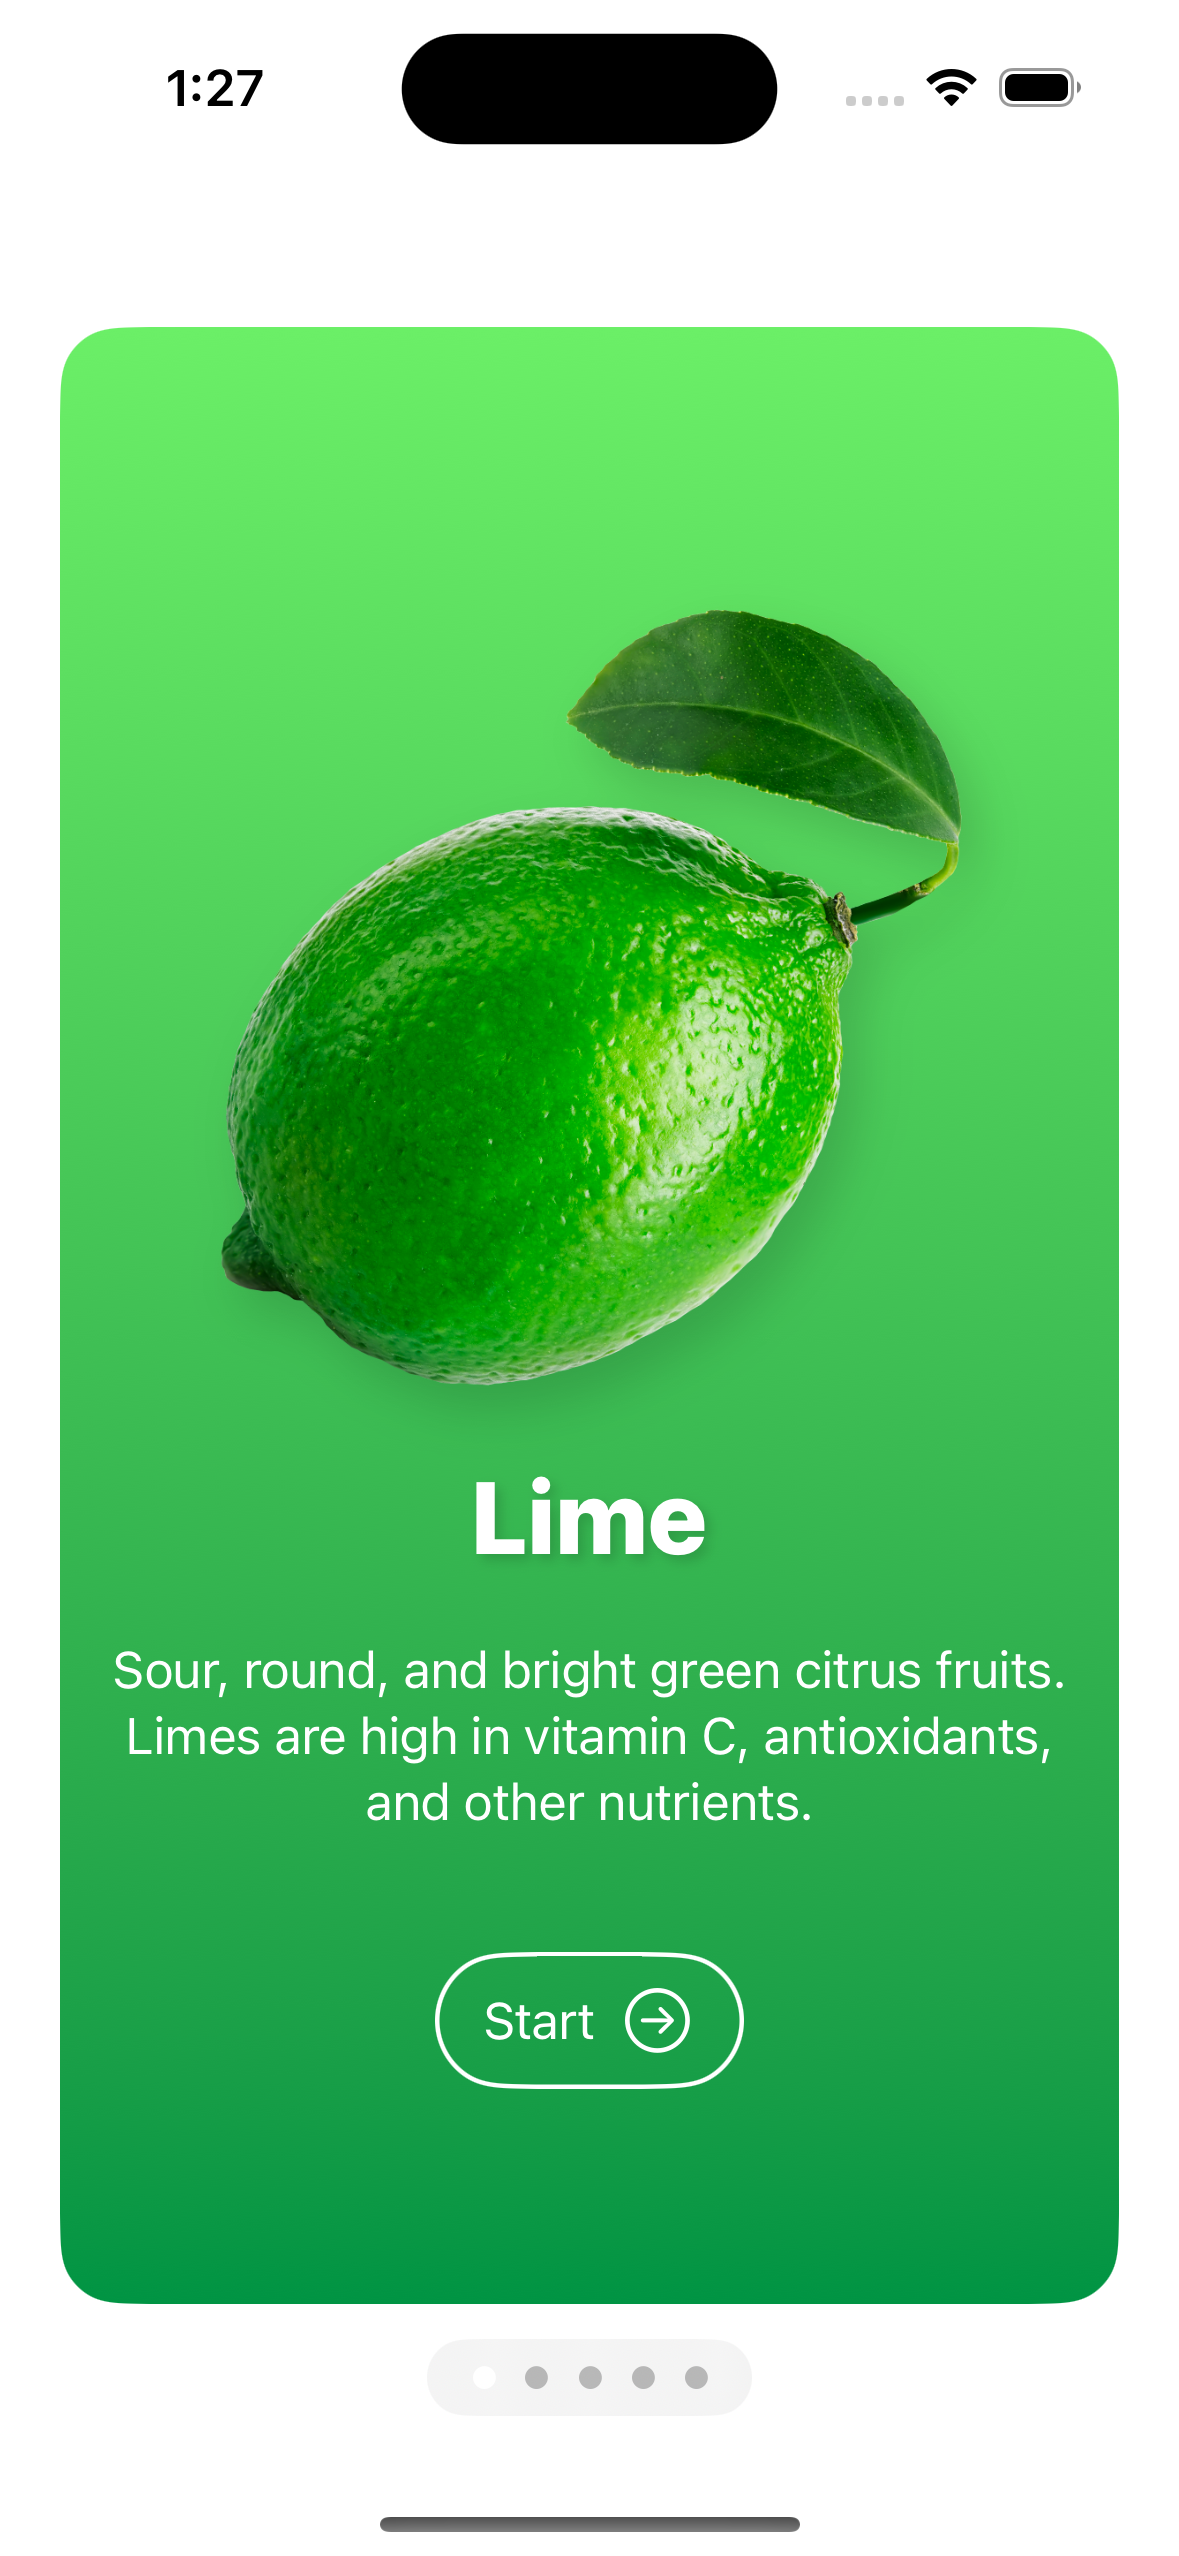 1:27
Lime
Sour, round, and bright green citrus fruits.
Limes are high in vitamin C, antioxidants,
and other nutrients.
Start